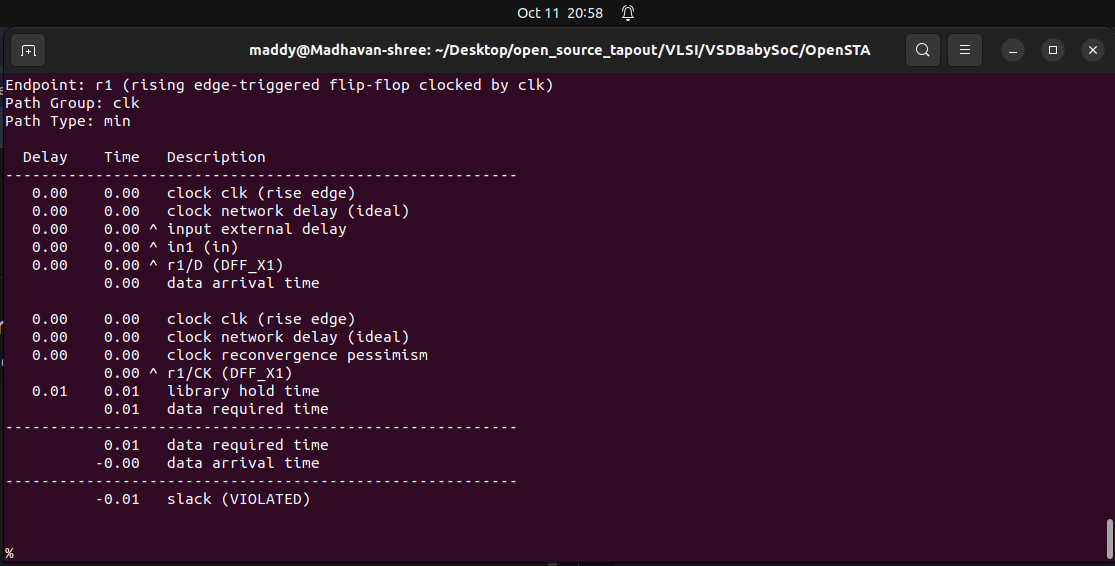 Oct 11 20:58
maddy@Madhavan-shree: ~/Desktop/open_source_tapout/VLSI/VSDBabySoC/OpenSTA
Endpoint: r1 (rising edge-triggered flip-flop clocked by clk)
Path Group: clk
Path Type: min
  Delay    Time   Description
---------------------------------------------------------
   0.00    0.00   clock clk (rise edge)
   0.00    0.00   clock network delay (ideal)
   0.00    0.00 ^ input external delay
   0.00    0.00 ^ in1 (in)
   0.00    0.00 ^ r1/D (DFF_X1)
           0.00   data arrival time
   0.00    0.00   clock clk (rise edge)
   0.00    0.00   clock network delay (ideal)
   0.00    0.00   clock reconvergence pessimism
           0.00 ^ r1/CK (DFF_X1)
   0.01    0.01   library hold time
           0.01   data required time
---------------------------------------------------------
           0.01   data required time
          -0.00   data arrival time
---------------------------------------------------------
          -0.01   slack (VIOLATED)
%